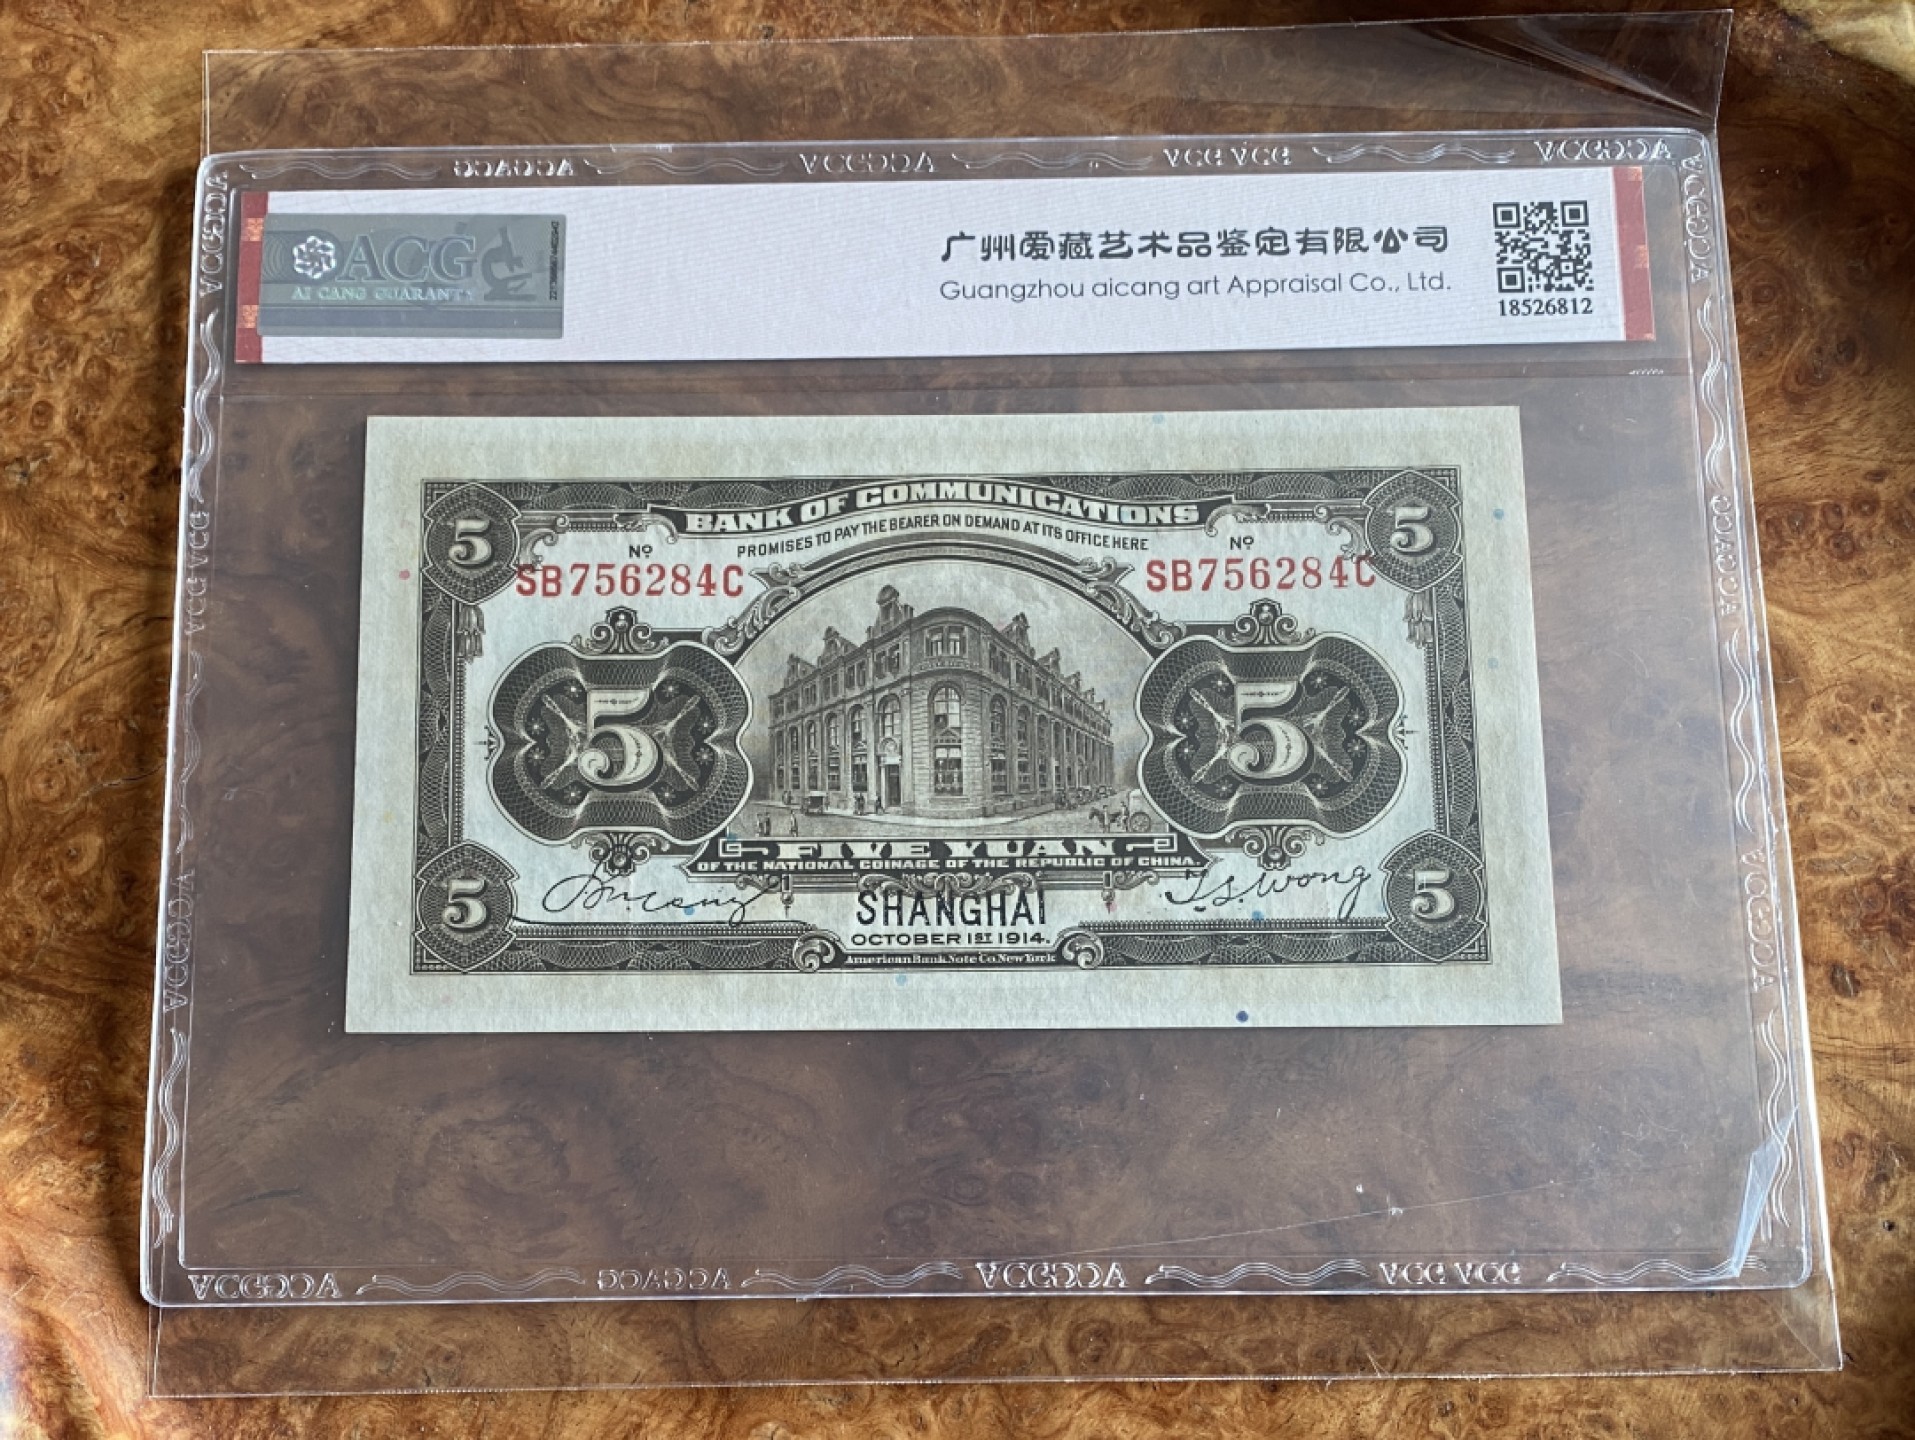 ACG
AI CANG GUARANTY
广州爱藏艺术品鉴定有限公司
Guangzhou aicang art Appraisal Co., Ltd.
18526812
BANK OF COMMUNICATIONS
PROMISES TO PAY THE BEARER ON DEMAND AT ITS OFFICE HERE
5 5
Nº Nº
SB756284C SB756284C
5 5
FIVE YUAN
OF THE NATIONAL COINAGE OF THE REPUBLIC OF CHINA.
T.S. Wong
5 5
SHANGHAI
OCTOBER 1ST 1914.
American Bank Note Co. New York